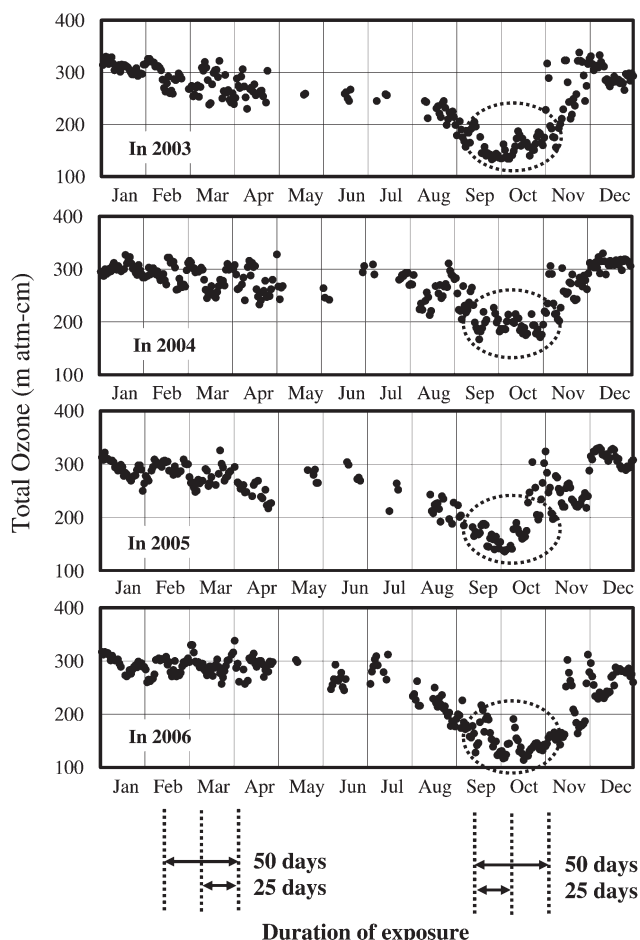 400
300
200
100
In 2003
Jan Feb Mar Apr May Jun Jul Aug Sep Oct Nov Dec
400
300
200
100
In 2004
Jan Feb Mar Apr May Jun Jul Aug Sep Oct Nov Dec
Total Ozone (m atm-cm)
400
300
200
100
In 2005
Jan Feb Mar Apr May Jun Jul Aug Sep Oct Nov Dec
400
300
200
100
In 2006
Jan Feb Mar Apr May Jun Jul Aug Sep Oct Nov Dec
50 days 50 days
25 days 25 days
Duration of exposure